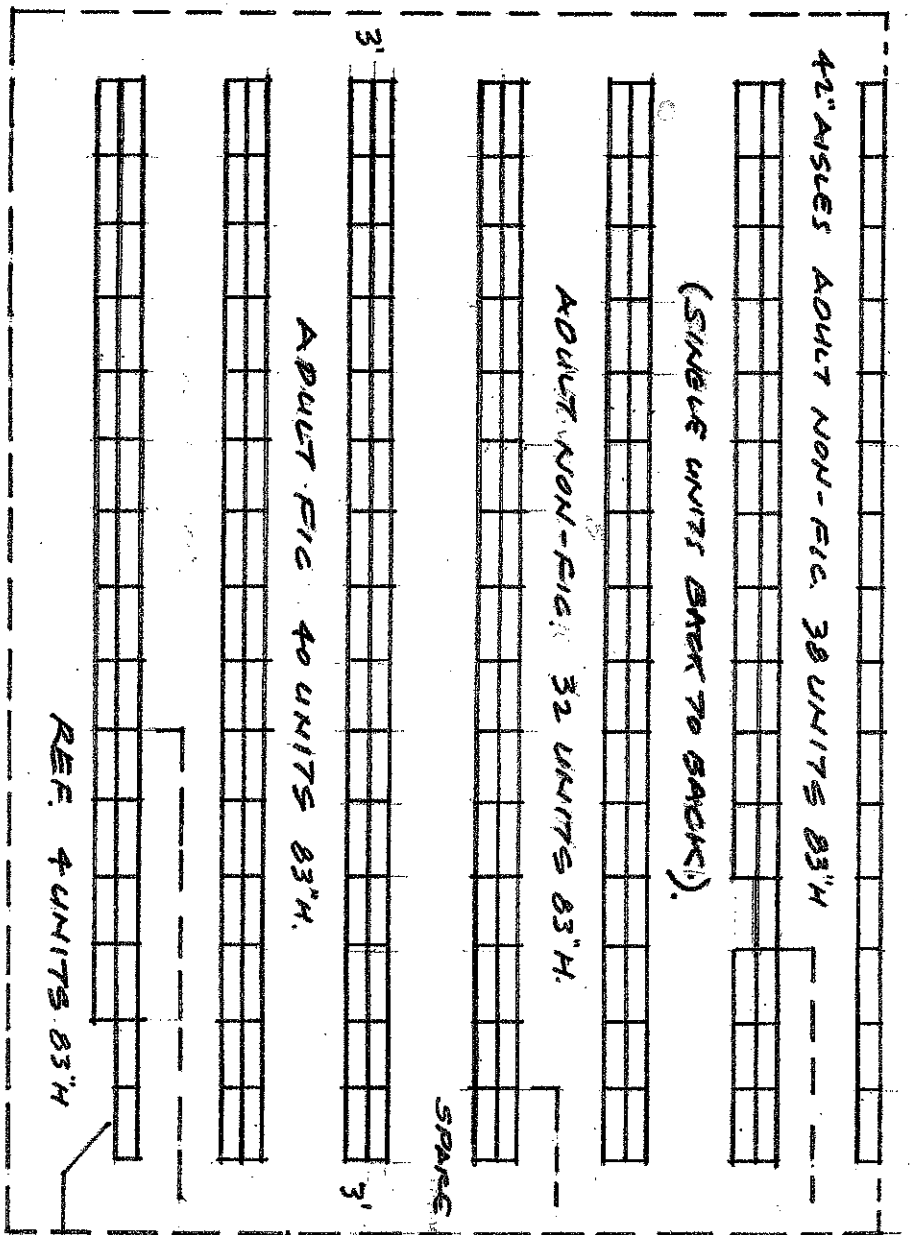 42" AISLES ADULT NON-FIC. 38 UNITS 83"H
(SINGLE UNITS BACK TO BACK).
ADULT NON-FIC. 32 UNITS 83"H.
SPARE
3'
3'
ADULT FIC 40 UNITS 83"H.
REF. 4 UNITS 83"H